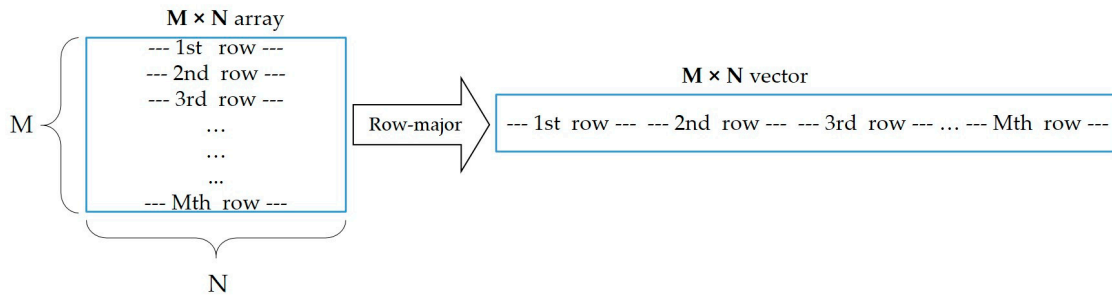 M × N array
--- 1st row ---
--- 2nd row ---
--- 3rd row ---
...
...
...
--- Mth row ---
M
N
Row-major
M × N vector
--- 1st row --- --- 2nd row --- --- 3rd row --- ... --- Mth row ---